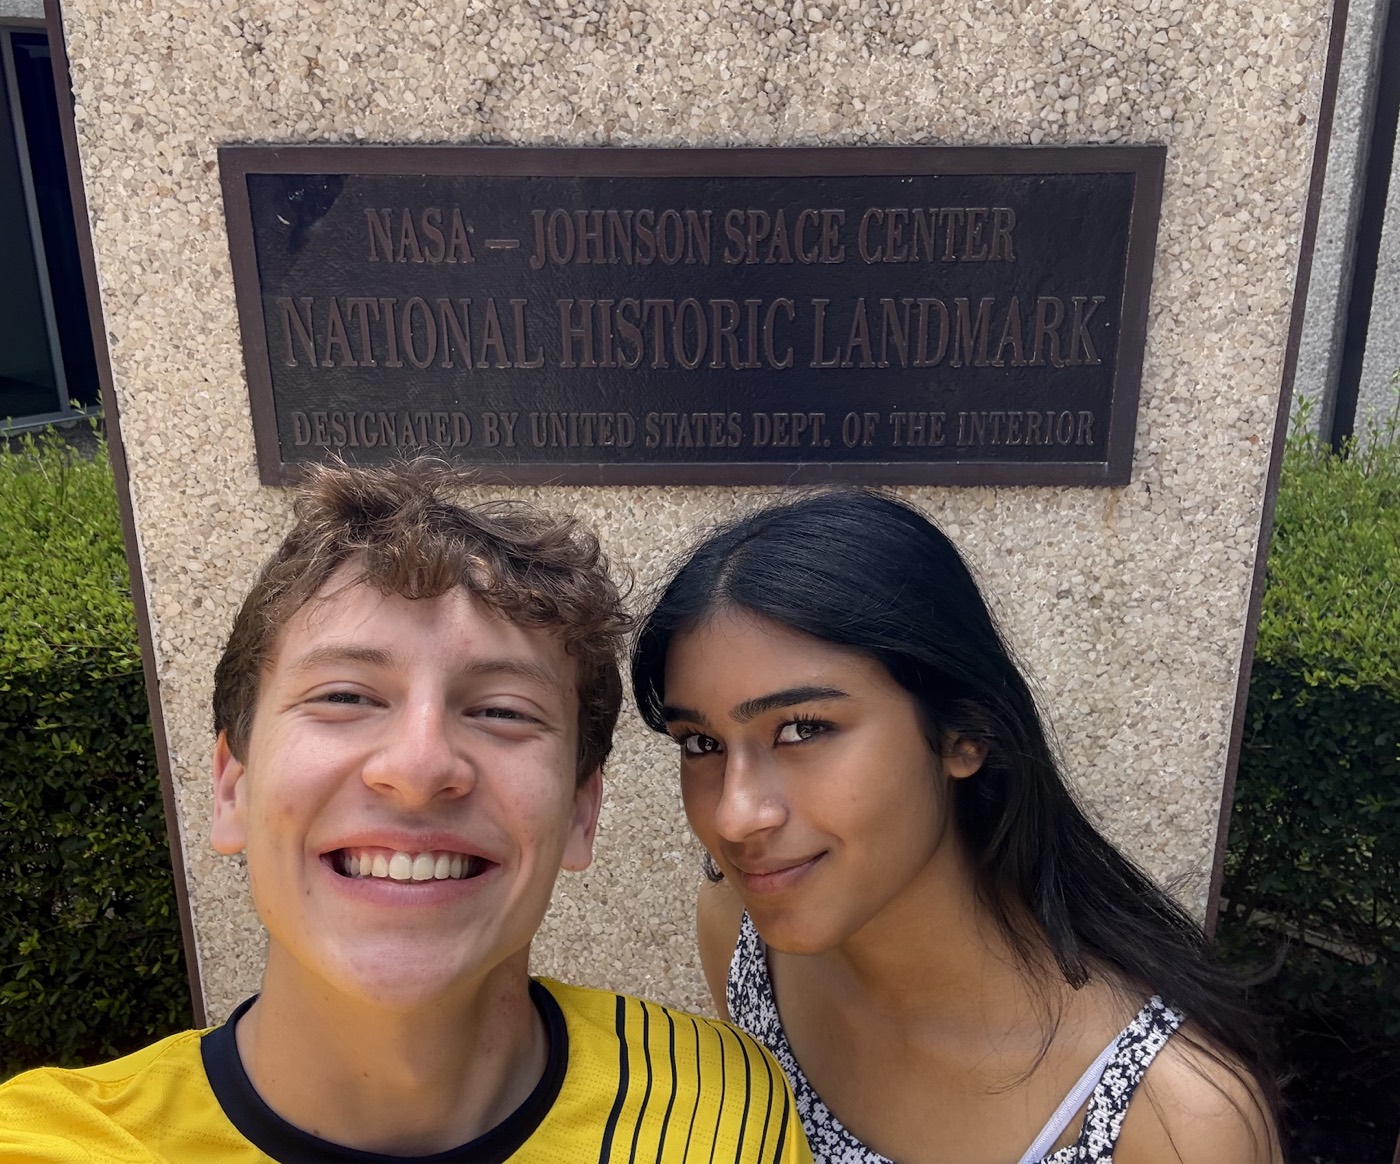 NASA — JOHNSON SPACE CENTER
NATIONAL HISTORIC LANDMARK
DESIGNATED BY UNITED STATES DEPT. OF THE INTERIOR